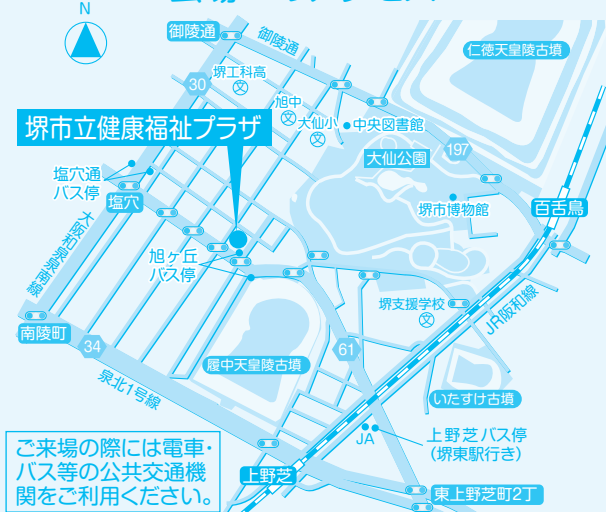 N
御陵通
御陵通
仁徳天皇陵古墳
30
堺工科高
文
旭中
文
大仙小
文
中央図書館
197
堺市立健康福祉プラザ
大仙公園
塩穴通
バス停
塩穴
堺市博物館
百舌鳥
大阪和泉泉南線
旭ヶ丘
バス停
堺支援学校
文
JR阪和線
南陵町
34
61
履中天皇陵古墳
泉北1号線
いたすけ古墳
JA
上野芝バス停
(堺東駅行き)
ご来場の際には電車・
バス等の公共交通機
関をご利用ください。
上野芝
東上野芝町2丁